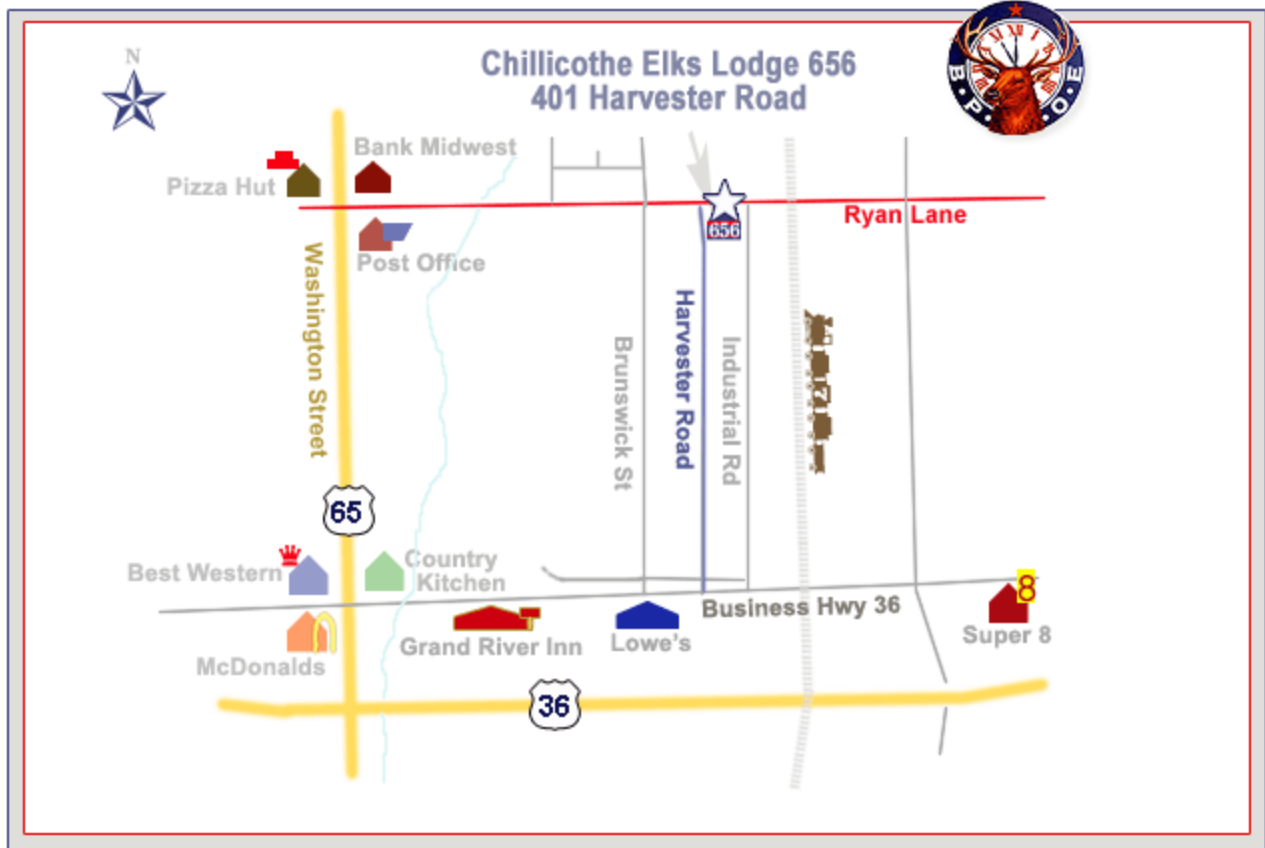 N
Chillicothe Elks Lodge 656
401 Harvester Road
B·P·O·E
Bank Midwest
Pizza Hut
Ryan Lane
656
Post Office
Washington Street
Brunswick St
Harvester Road
Industrial Rd
65
Best Western
Country
Kitchen
8
Business Hwy 36
Grand River Inn
Lowe's
Super 8
McDonalds
36